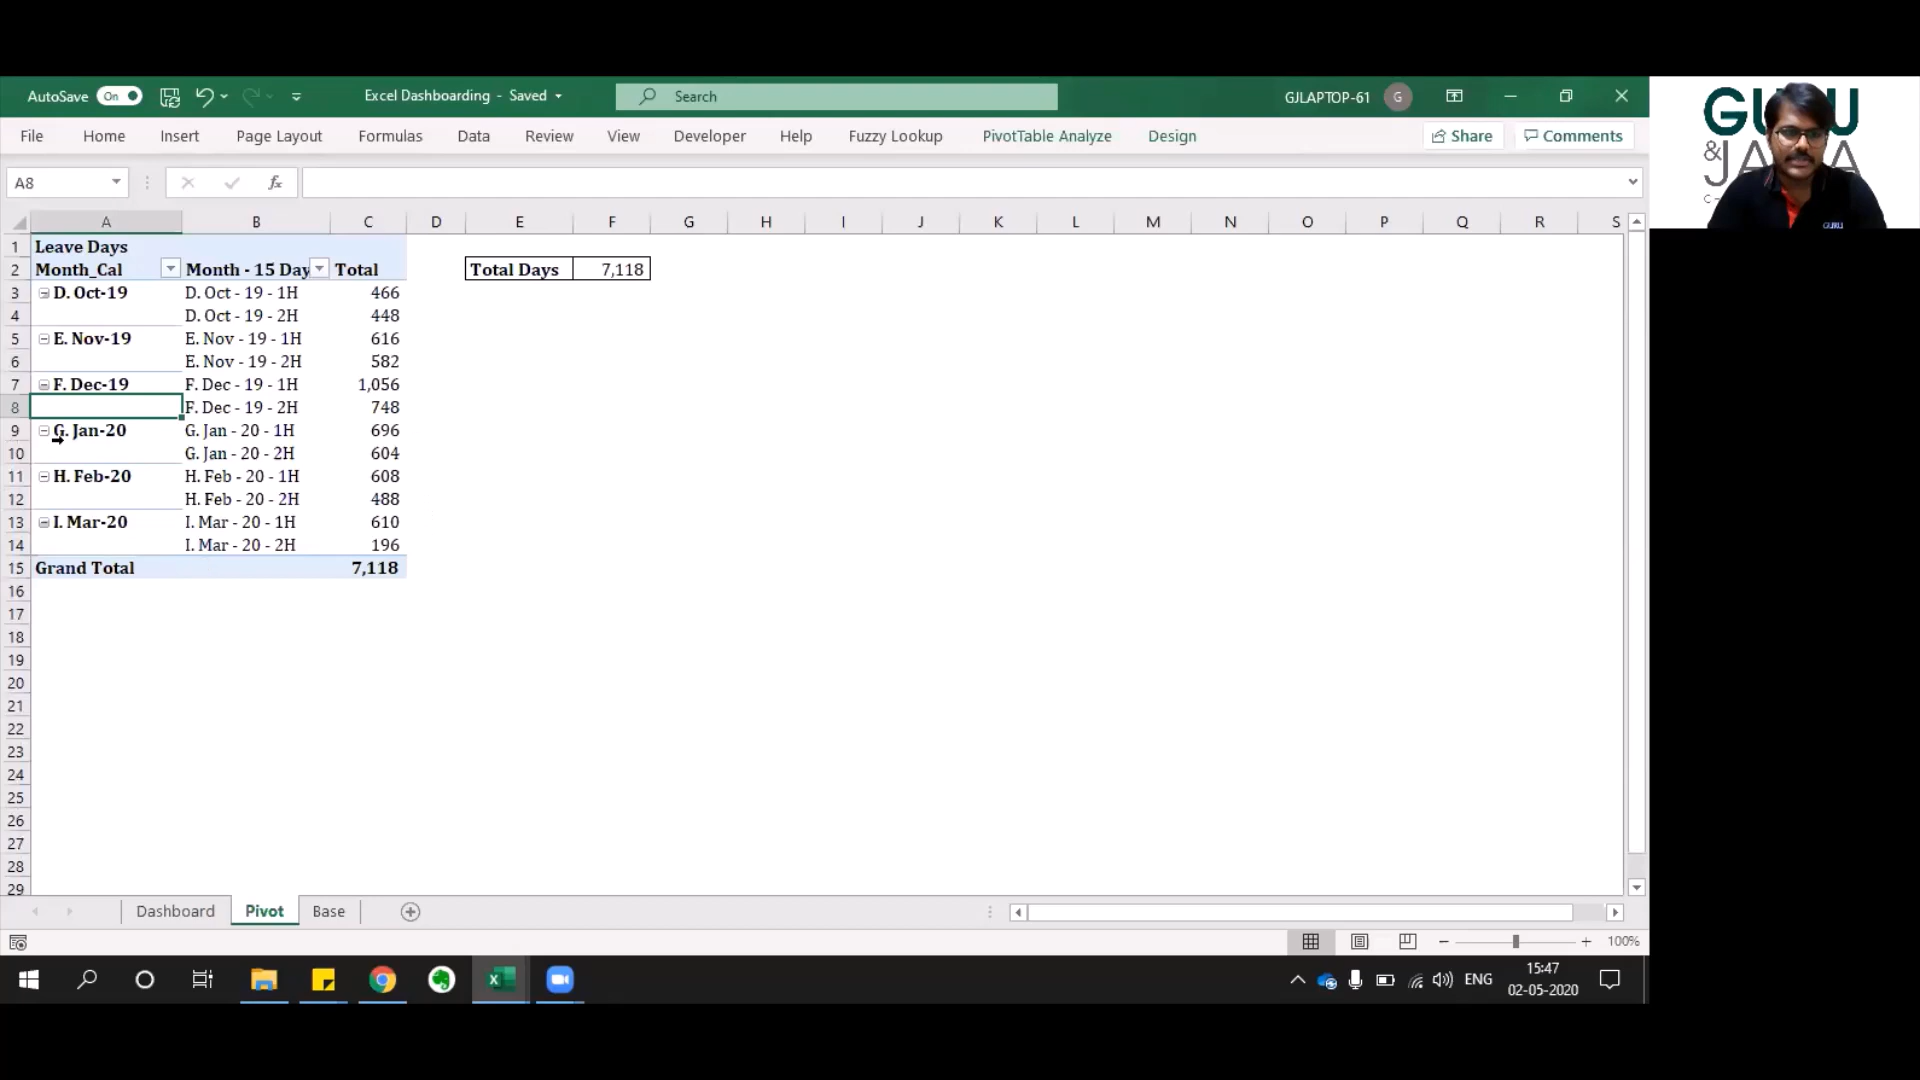 AutoSave On Excel Dashboarding - Saved Search GJLAPTOP-61 G
File Home Insert Page Layout Formulas Data Review View Developer Help Fuzzy Lookup PivotTable Analyze Design Share Comments
A8 fx
A B C D E F G H I J K L M N O P Q R S
1 Leave Days
2 Month_Cal Month - 15 Day Total Total Days 7,118
3 D. Oct-19 D. Oct - 19 - 1H 466
4 D. Oct - 19 - 2H 448
5 E. Nov-19 E. Nov - 19 - 1H 616
6 E. Nov - 19 - 2H 582
7 F. Dec-19 F. Dec - 19 - 1H 1,056
8 F. Dec - 19 - 2H 748
9 G. Jan-20 G. Jan - 20 - 1H 696
10 G. Jan - 20 - 2H 604
11 H. Feb-20 H. Feb - 20 - 1H 608
12 H. Feb - 20 - 2H 488
13 I. Mar-20 I. Mar - 20 - 1H 610
14 I. Mar - 20 - 2H 196
15 Grand Total 7,118
16
17
18
19
20
21
22
23
24
25
26
27
28
29
Dashboard Pivot Base
100%
ENG 15:47
02-05-2020
GURU